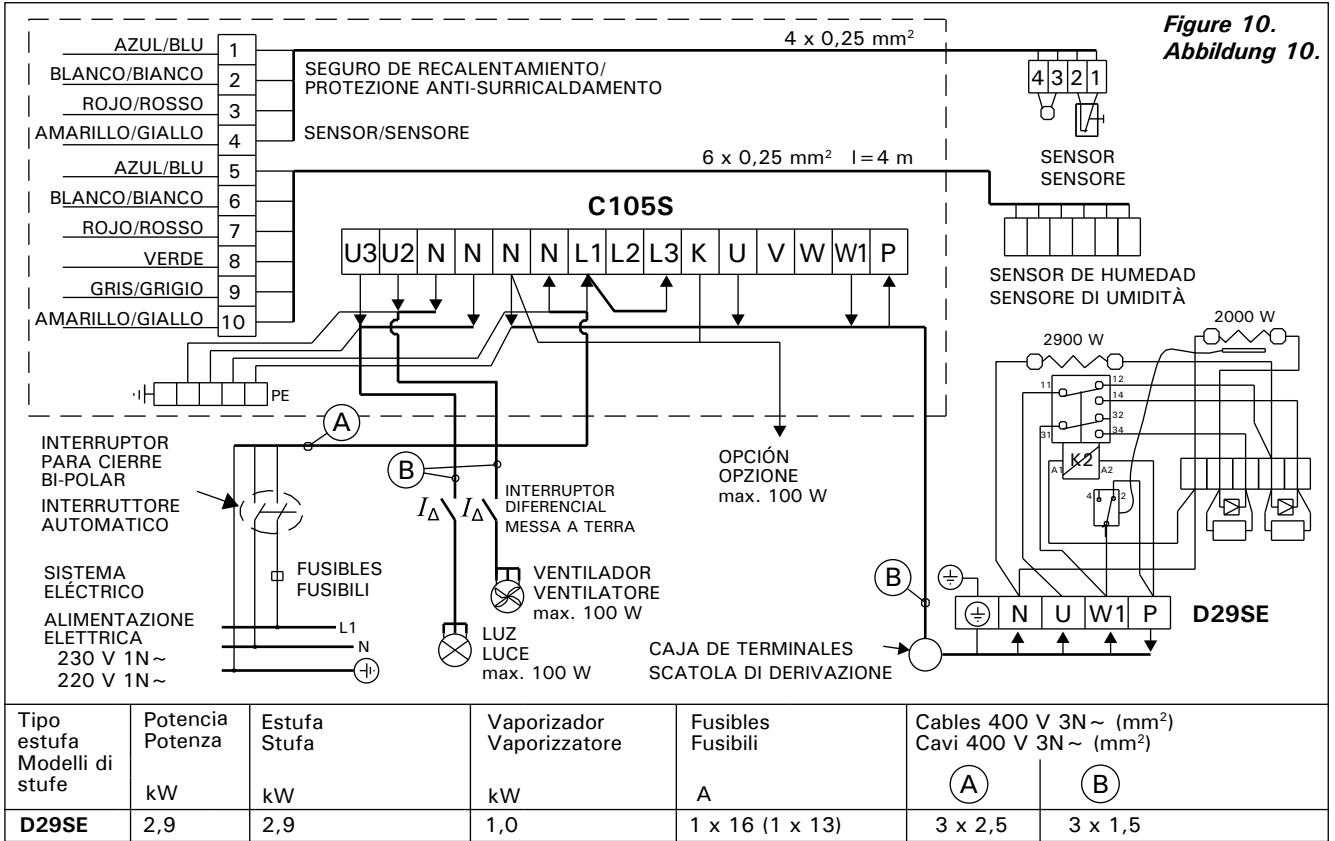 Figure 10.
Abbildung 10.
AZUL/BLU 1
BLANCO/BIANCO 2
ROJO/ROSSO 3
AMARILLO/GIALLO 4
AZUL/BLU 5
BLANCO/BIANCO 6
ROJO/ROSSO 7
VERDE 8
GRIS/GRIGIO 9
AMARILLO/GIALLO 10
SEGURO DE RECALENTAMIENTO/
PROTEZIONE ANTI-SURRICALDAMENTO
SENSOR/SENSORE
4 x 0,25 mm²
4 3 2 1
SENSOR
SENSORE
6 x 0,25 mm² l=4 m
SENSOR DE HUMEDAD
SENSORE DI UMIDITÀ
C105S
U3 U2 N N N N L1 L2 L3 K U V W W1 P
PE
A
INTERRUPTOR
PARA CIERRE
BI-POLAR
INTERRUTTORE
AUTOMATICO
SISTEMA
ELÉCTRICO
ALIMENTAZIONE
ELETTRICA
230 V 1N~
220 V 1N~
FUSIBLES
FUSIBILI
L1
N
B
I∆ I∆
INTERRUPTOR
DIFERENCIAL
MESSA A TERRA
VENTILADOR
VENTILATORE
max. 100 W
LUZ
LUCE
max. 100 W
OPCIÓN
OPZIONE
max. 100 W
B
CAJA DE TERMINALES
SCATOLA DI DERIVAZIONE
2900 W
2000 W
11 12
14
32
31 34
K2
A1 A2
4 2
N U W1 P
D29SE
Tipo
estufa
Modelli di
stufe
Potencia
Potenza
kW
Estufa
Stufa
kW
Vaporizador
Vaporizzatore
kW
Fusibles
Fusibili
A
Cables 400 V 3N~ (mm²)
Cavi 400 V 3N~ (mm²)
A B
D29SE 2,9 2,9 1,0 1 x 16 (1 x 13) 3 x 2,5 3 x 1,5